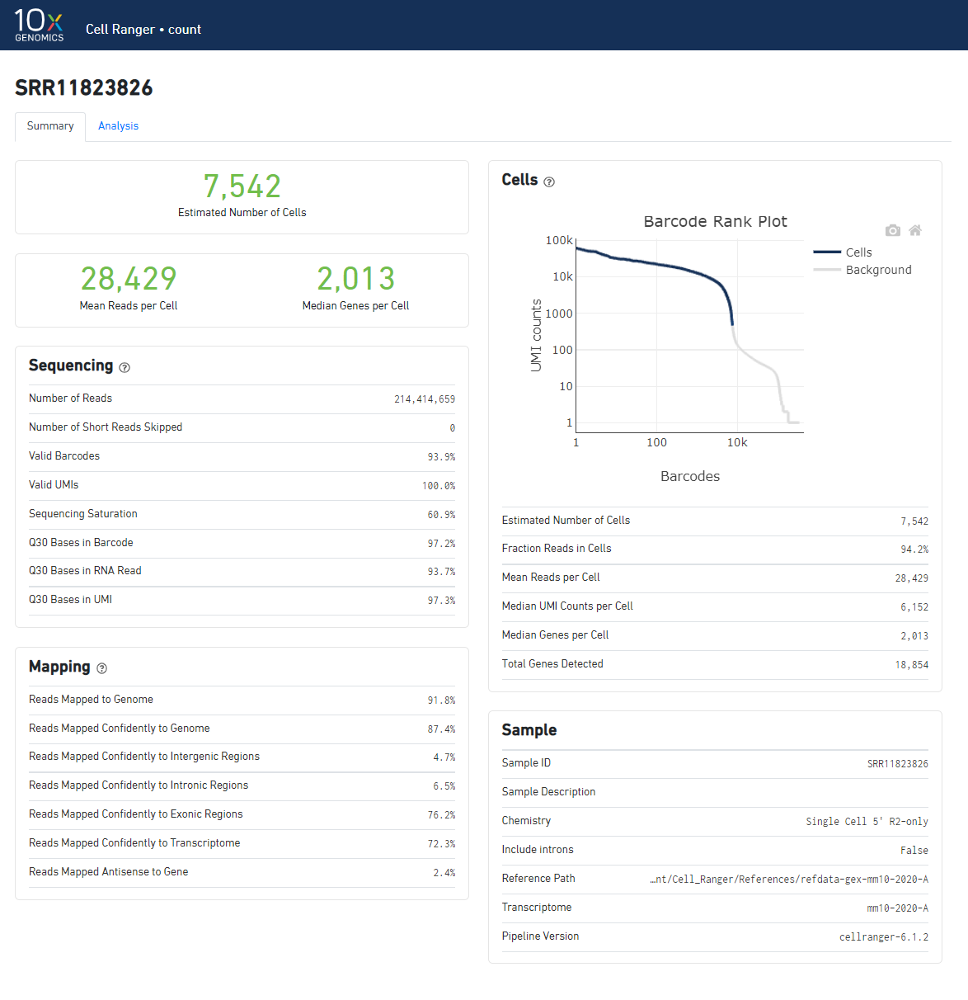 10x
GENOMICS
Cell Ranger • count
SRR11823826
Summary
Analysis
7,542
Estimated Number of Cells
28,429
Mean Reads per Cell
2,013
Median Genes per Cell
Sequencing ?
Number of Reads 214,414,659
Number of Short Reads Skipped 0
Valid Barcodes 93.9%
Valid UMIs 100.0%
Sequencing Saturation 60.9%
Q30 Bases in Barcode 97.2%
Q30 Bases in RNA Read 93.7%
Q30 Bases in UMI 97.3%
Mapping ?
Reads Mapped to Genome 91.8%
Reads Mapped Confidently to Genome 87.4%
Reads Mapped Confidently to Intergenic Regions 4.7%
Reads Mapped Confidently to Intronic Regions 6.5%
Reads Mapped Confidently to Exonic Regions 76.2%
Reads Mapped Confidently to Transcriptome 72.3%
Reads Mapped Antisense to Gene 2.4%
Cells ?
Barcode Rank Plot
100k
10k
1000
100
10
1
UMI counts
1 100 10k
Barcodes
Cells
Background
Estimated Number of Cells 7,542
Fraction Reads in Cells 94.2%
Mean Reads per Cell 28,429
Median UMI Counts per Cell 6,152
Median Genes per Cell 2,013
Total Genes Detected 18,854
Sample
Sample ID SRR11823826
Sample Description
Chemistry Single Cell 5' R2-only
Include introns False
Reference Path …nt/Cell_Ranger/References/refdata-gex-mm10-2020-A
Transcriptome mm10-2020-A
Pipeline Version cellranger-6.1.2